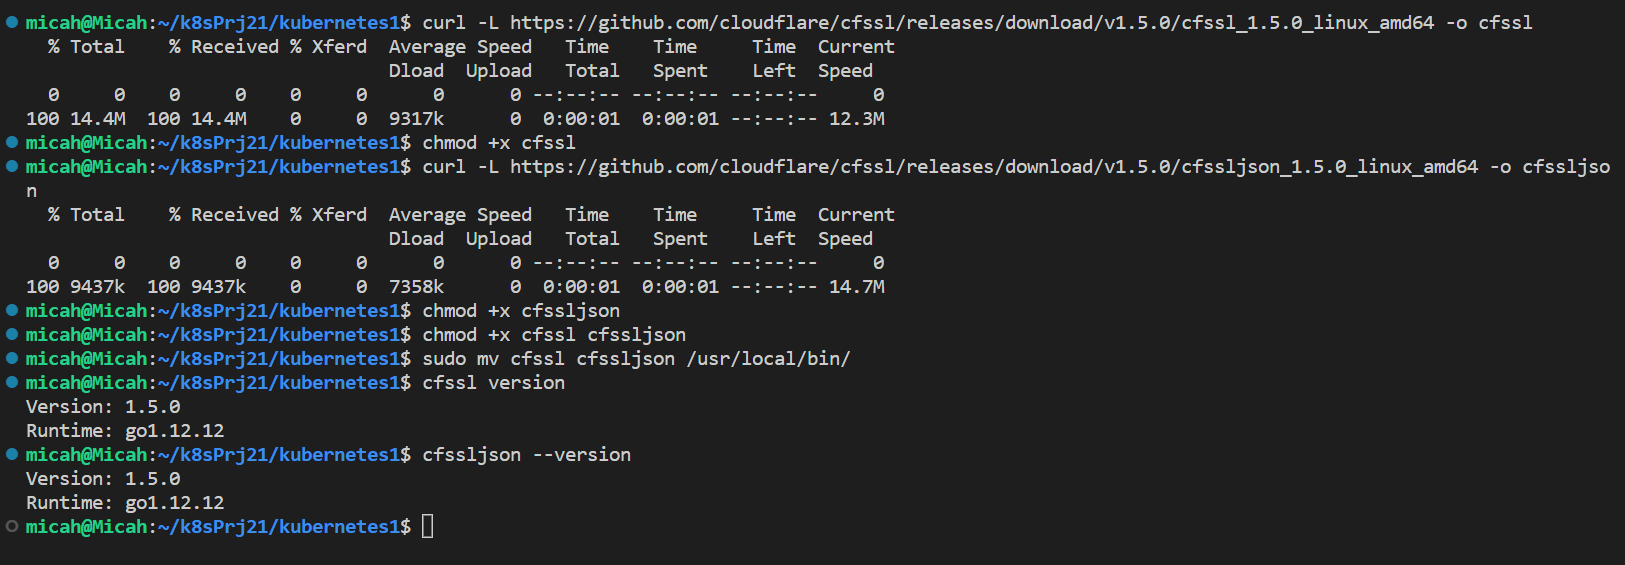 micah@Micah:~/k8sPrj21/kubernetes1$ curl -L https://github.com/cloudflare/cfssl/releases/download/v1.5.0/cfssl_1.5.0_linux_amd64 -o cfssl
  % Total    % Received % Xferd  Average Speed   Time    Time     Time  Current
                                 Dload  Upload   Total   Spent    Left  Speed
  0     0    0     0    0     0      0      0 --:--:-- --:--:-- --:--:--     0
100 14.4M  100 14.4M    0     0  9317k      0  0:00:01  0:00:01 --:--:-- 12.3M
micah@Micah:~/k8sPrj21/kubernetes1$ chmod +x cfssl
micah@Micah:~/k8sPrj21/kubernetes1$ curl -L https://github.com/cloudflare/cfssl/releases/download/v1.5.0/cfssljson_1.5.0_linux_amd64 -o cfssljso
n
  % Total    % Received % Xferd  Average Speed   Time    Time     Time  Current
                                 Dload  Upload   Total   Spent    Left  Speed
  0     0    0     0    0     0      0      0 --:--:-- --:--:-- --:--:--     0
100 9437k  100 9437k    0     0  7358k      0  0:00:01  0:00:01 --:--:-- 14.7M
micah@Micah:~/k8sPrj21/kubernetes1$ chmod +x cfssljson
micah@Micah:~/k8sPrj21/kubernetes1$ chmod +x cfssl cfssljson
micah@Micah:~/k8sPrj21/kubernetes1$ sudo mv cfssl cfssljson /usr/local/bin/
micah@Micah:~/k8sPrj21/kubernetes1$ cfssl version
Version: 1.5.0
Runtime: go1.12.12
micah@Micah:~/k8sPrj21/kubernetes1$ cfssljson --version
Version: 1.5.0
Runtime: go1.12.12
micah@Micah:~/k8sPrj21/kubernetes1$